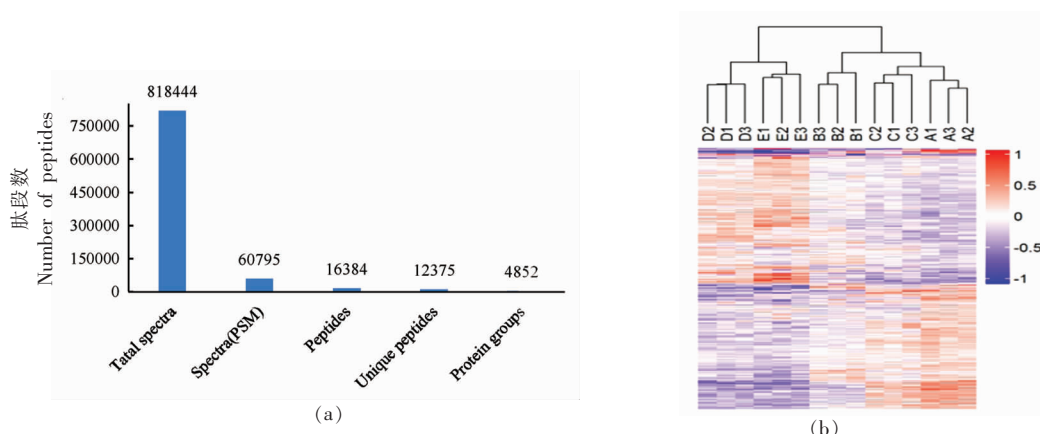 肽段数
Number of peptides
818444
750000
600000
450000
300000
150000
0
60795
16384
12375
4852
Tatal spectra
Spectra(PSM)
Peptides
Unique peptides
Protein groups
(a)
D2 D1 D3 E1 E2 E3 B3 B2 B1 C2 C1 C3 A1 A3 A2
1
0.5
0
-0.5
-1
(b)